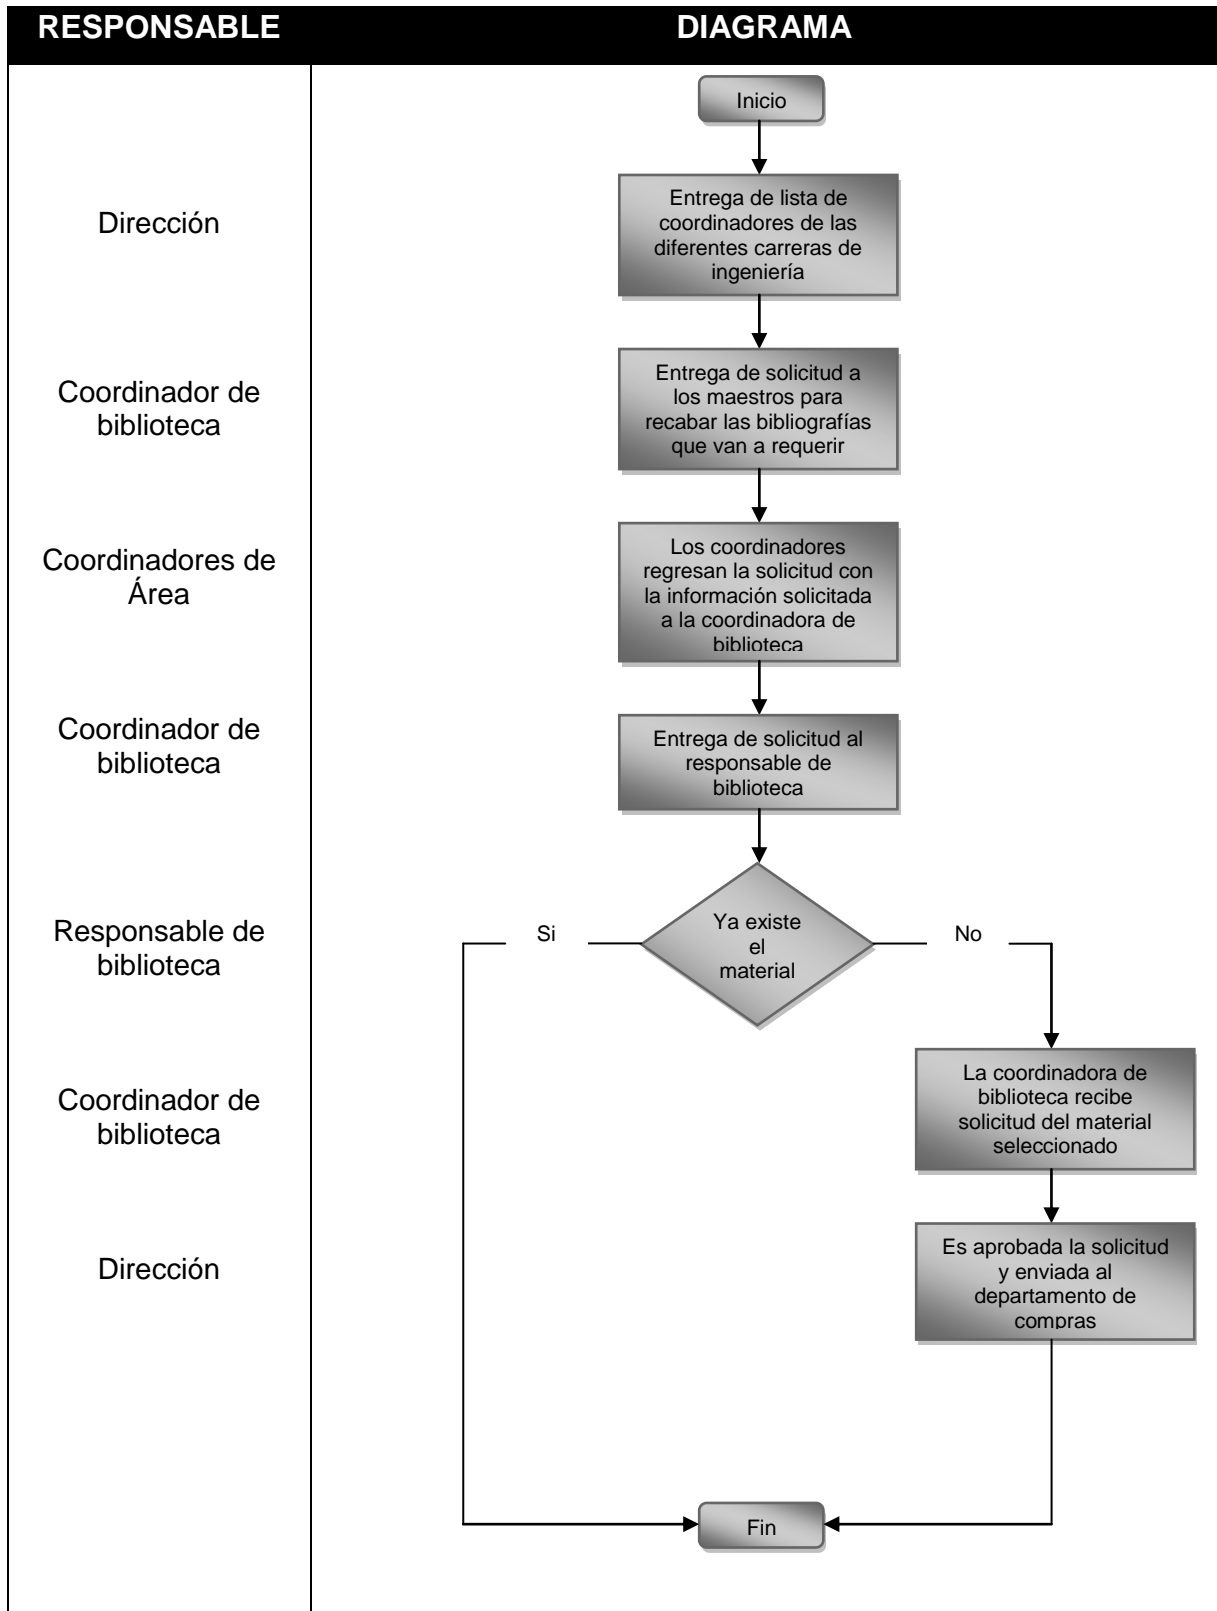 RESPONSABLE
DIAGRAMA
Inicio
Dirección
Entrega de lista de
coordinadores de las
diferentes carreras de
ingeniería
Coordinador de
biblioteca
Entrega de solicitud a
los maestros para
recabar las bibliografías
que van a requerir
Coordinadores de
Área
Los coordinadores
regresan la solicitud con
la información solicitada
a la coordinadora de
biblioteca
Coordinador de
biblioteca
Entrega de solicitud al
responsable de
biblioteca
Responsable de
biblioteca
Si
Ya existe
el
material
No
Coordinador de
biblioteca
La coordinadora de
biblioteca recibe
solicitud del material
seleccionado
Dirección
Es aprobada la solicitud
y enviada al
departamento de
compras
Fin